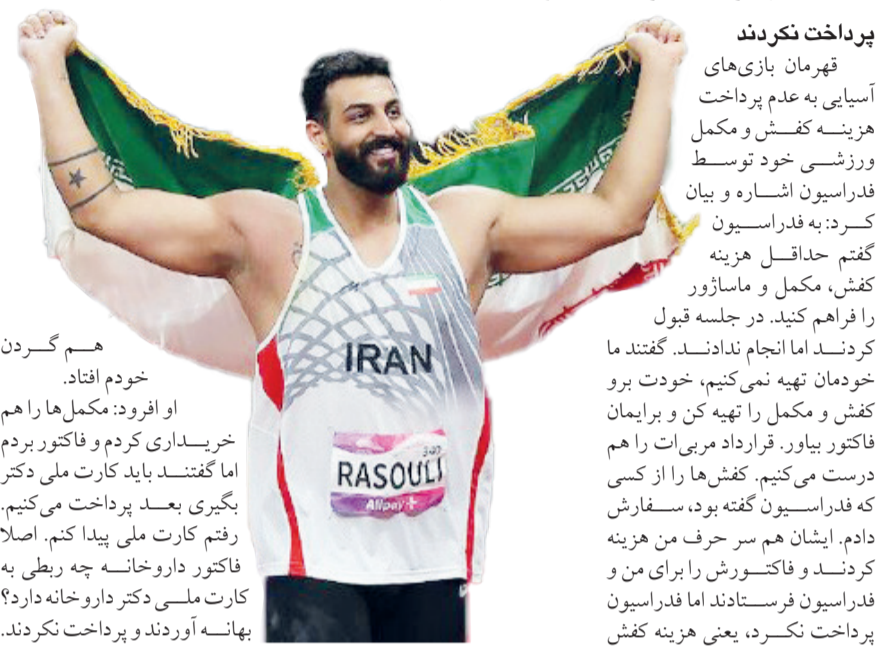 پرداخت نکردند
قهرمان بازی‌های
آسیایی به عدم پرداخت
هزینه کفش و مکمل
ورزشی خود توسط
فدراسیون اشاره و بیان
کرد: به فدراسیون
گفتم حداقل هزینه
کفش، مکمل و ماساژور
را فراهم کنید. در جلسه قبول
کردند اما انجام ندادند. گفتند ما
خودمان تهیه نمی‌کنیم، خودت برو
کفش و مکمل را تهیه کن و برایمان
فاکتور بیاور. قرارداد مربی‌ات را هم
درست می‌کنیم. کفش‌ها را از کسی
که فدراسیون گفته بود، سفارش
دادم. ایشان هم سر حرف من هزینه
کردند و فاکتورش را برای من و
فدراسیون فرستادند اما فدراسیون
پرداخت نکرد، یعنی هزینه کفش
هم گردن
خودم افتاد.
او افرود: مکمل‌ها را هم
خریداری کردم و فاکتور بردم
اما گفتند باید کارت ملی دکتر
بگیری بعد پرداخت می‌کنیم.
رفتم کارت ملی پیدا کنم. اصلا
فاکتور داروخانه چه ربطی به
کارت ملی دکتر داروخانه دارد؟
بهانه آوردند و پرداخت نکردند.
IRAN
RASOULI
Alipay+